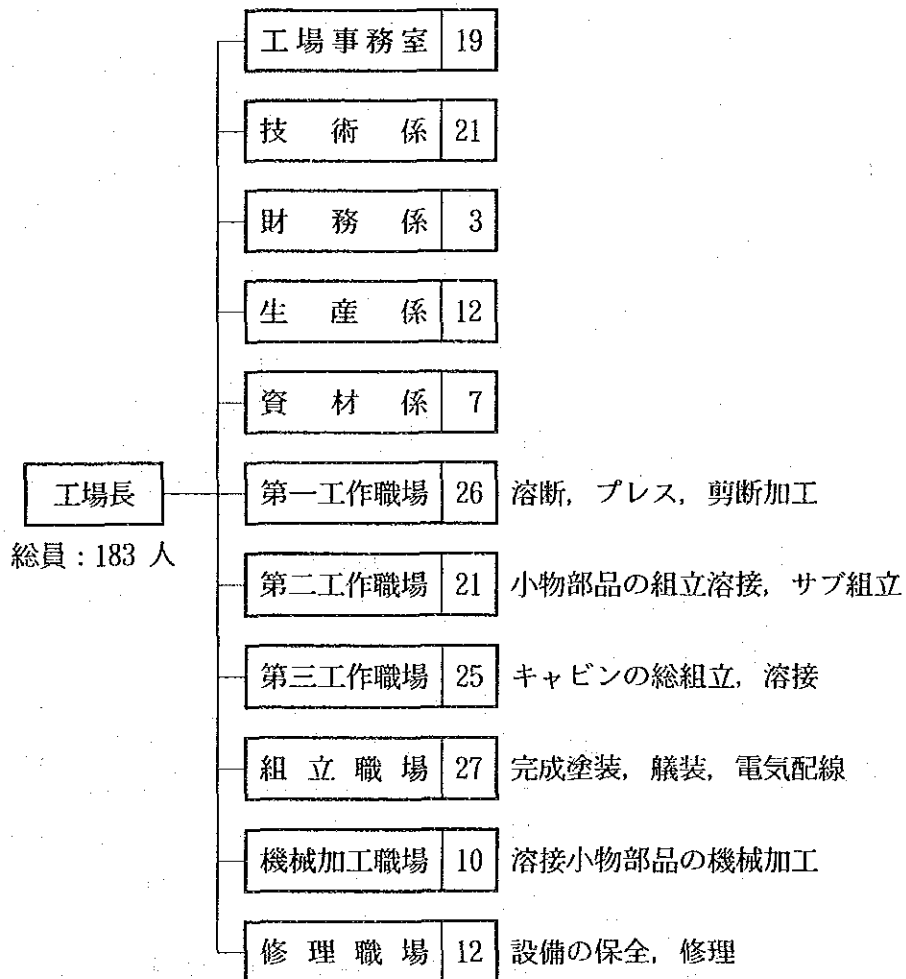 工場事務室 19
技術係 21
財務係 3
生産係 12
資材係 7
工場長
総員：183 人
第一工作職場 26 溶断，プレス，剪断加工
第二工作職場 21 小物部品の組立溶接，サブ組立
第三工作職場 25 キャビンの総組立，溶接
組立職場 27 完成塗装，艤装，電気配線
機械加工職場 10 溶接小物部品の機械加工
修理職場 12 設備の保全，修理